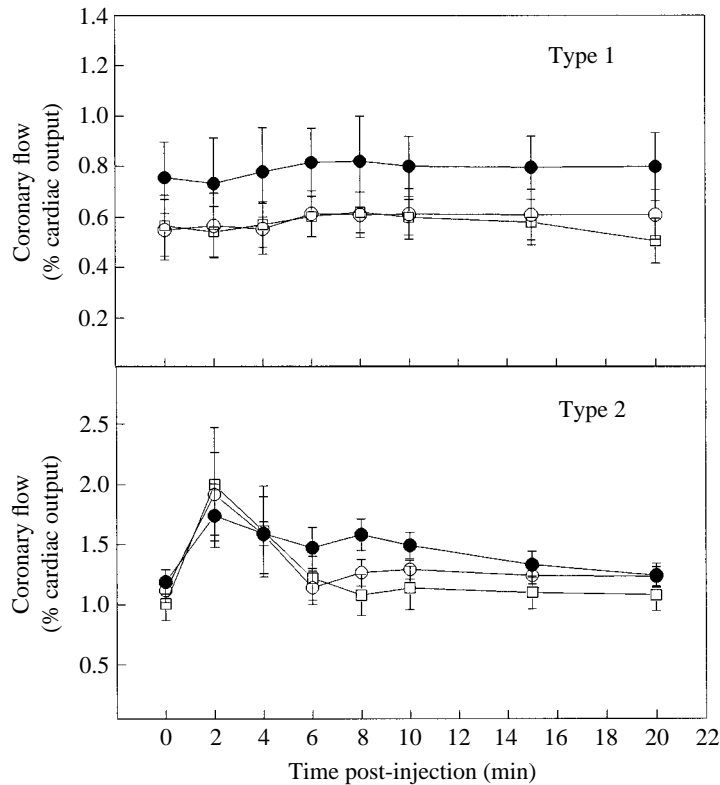 1.4
1.2
1.0
0.8
0.6
0.4
0.2
Coronary flow
(% cardiac output)
Type 1
2.5
2.0
1.5
1.0
0.5
Coronary flow
(% cardiac output)
Type 2
0 2 4 6 8 10 12 14 16 18 20 22
Time post-injection (min)